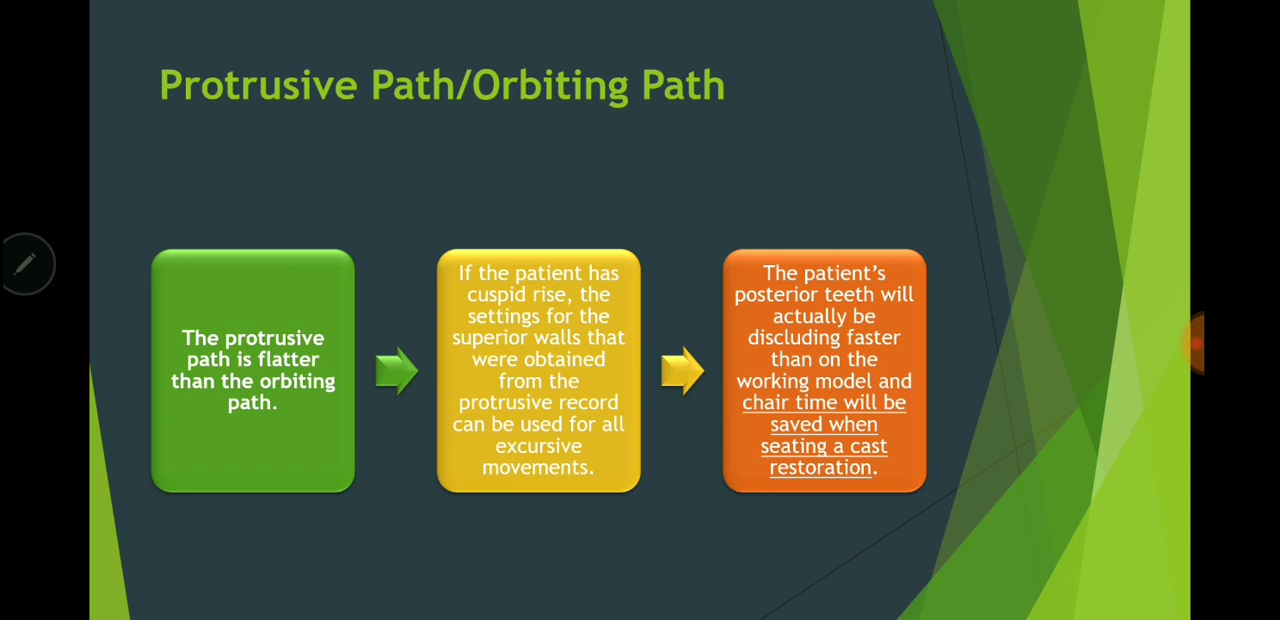 Protrusive Path/Orbiting Path
The protrusive
path is flatter
than the orbiting
path.
If the patient has
cuspid rise, the
settings for the
superior walls that
were obtained
from the
protrusive record
can be used for all
excursive
movements.
The patient’s
posterior teeth will
actually be
discluding faster
than on the
working model and
chair time will be
saved when
seating a cast
restoration.